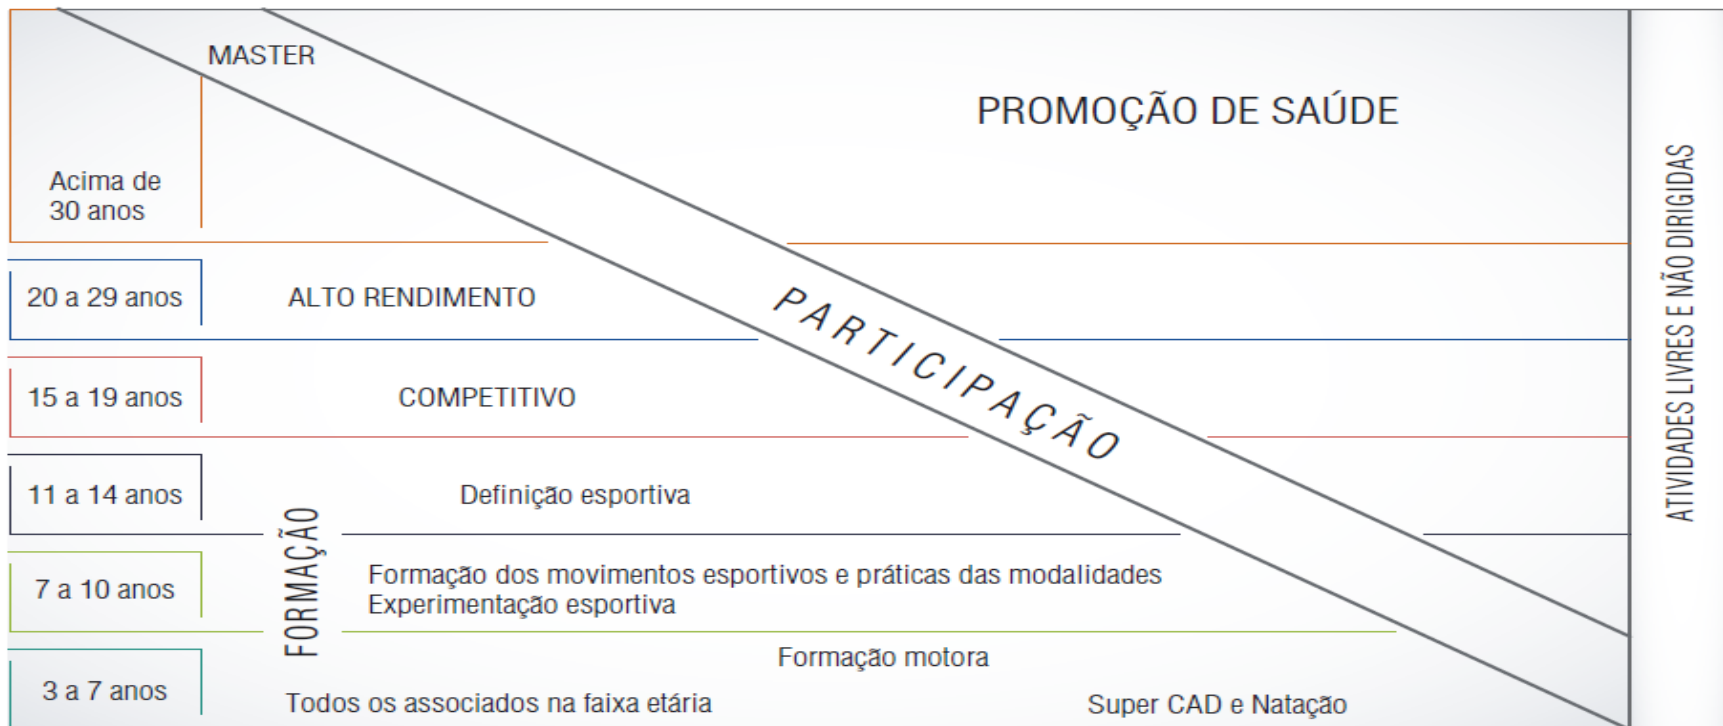 MASTER
PROMOÇÃO DE SAÚDE
Acima de
30 anos
20 a 29 anos
ALTO RENDIMENTO
PARTICIPAÇÃO
15 a 19 anos
COMPETITIVO
11 a 14 anos
Definição esportiva
FORMAÇÃO
7 a 10 anos
Formação dos movimentos esportivos e práticas das modalidades
Experimentação esportiva
Formação motora
3 a 7 anos
Todos os associados na faixa etária
Super CAD e Natação
ATIVIDADES LIVRES E NÃO DIRIGIDAS